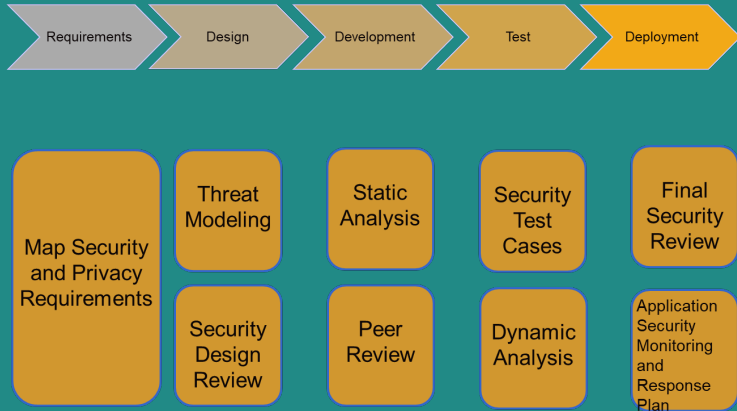 Requirements
Design
Development
Test
Deployment
Map Security
and Privacy
Requirements
Threat
Modeling
Security
Design
Review
Static
Analysis
Peer
Review
Security
Test
Cases
Dynamic
Analysis
Final
Security
Review
Application
Security
Monitoring
and
Response
Plan